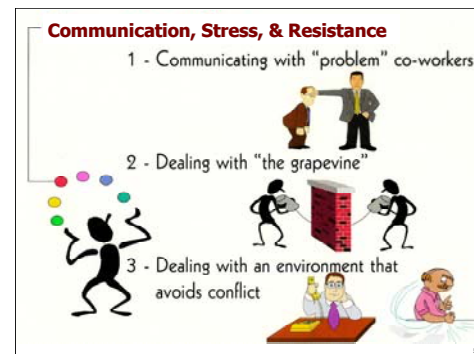 Communication, Stress, & Resistance
1 - Communicating with “problem” co-workers
2 - Dealing with “the grapevine”
3 - Dealing with an environment that
avoids conflict